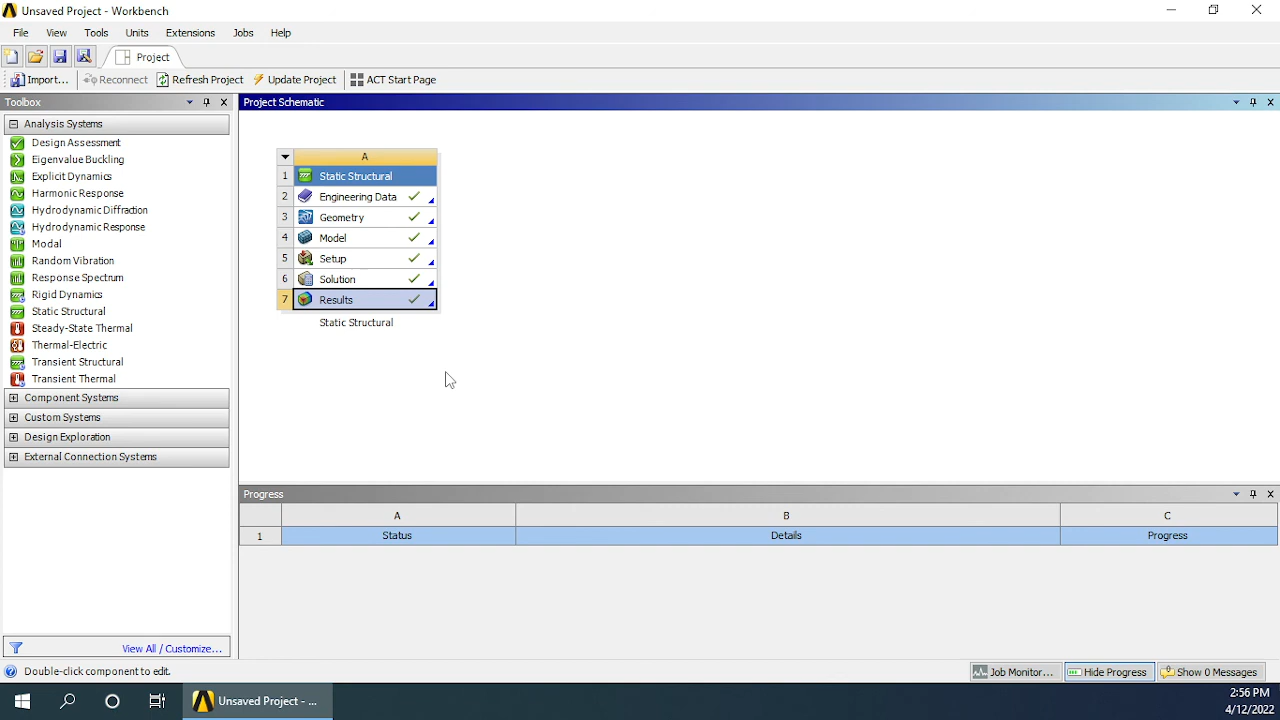 Unsaved Project - Workbench
File View Tools Units Extensions Jobs Help
Project
Import... Reconnect Refresh Project Update Project ACT Start Page
Toolbox
Analysis Systems
Design Assessment
Eigenvalue Buckling
Explicit Dynamics
Harmonic Response
Hydrodynamic Diffraction
Hydrodynamic Response
Modal
Random Vibration
Response Spectrum
Rigid Dynamics
Static Structural
Steady-State Thermal
Thermal-Electric
Transient Structural
Transient Thermal
Component Systems
Custom Systems
Design Exploration
External Connection Systems
View All / Customize...
Project Schematic
A
1 Static Structural
2 Engineering Data
3 Geometry
4 Model
5 Setup
6 Solution
7 Results
Static Structural
Progress
A B C
1 Status Details Progress
Double-click component to edit.
Job Monitor... Hide Progress Show 0 Messages
Unsaved Project - ...
2:56 PM
4/12/2022